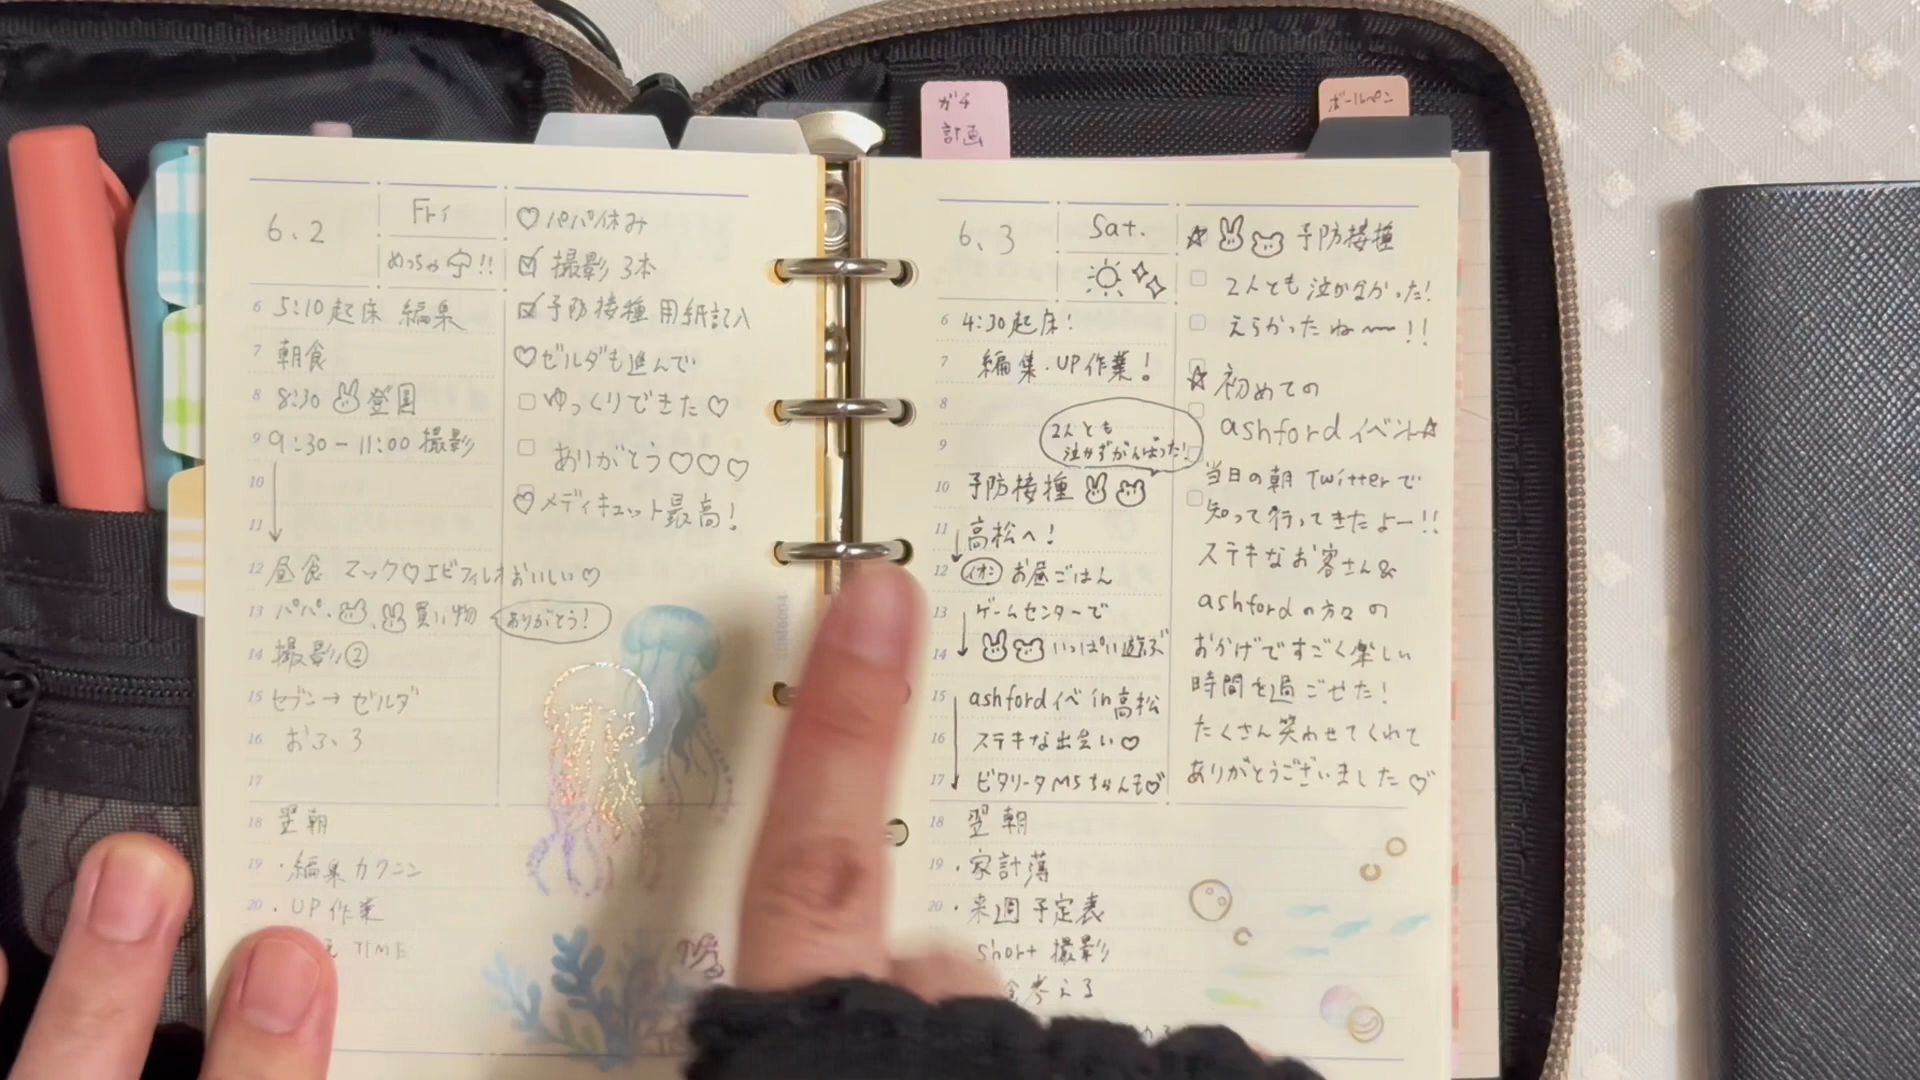 ガチ
計画
ボールペン
6.2
Fri
めっちゃ
!!
♡パパ休み
☑撮影 3本
☑予防接種 用紙記入
♡ゼルダも進んで
ゆっくりできた♡
ありがとう♡♡♡
♡メディキュット最高!
6 5:10起床 編集
7 朝食
8 8:30 登園
9 9:30-11:00 撮影
10
11
12 昼食 マック♡エビフィレオおいしい♡
13 パパ・、買い物 ありがとう!
14 撮影②
15 セブン→ゼルダ
16 おふろ
17
18 翌朝
19 ・編集カクニン
20 ・UP作業
TIME
6.3
Sat.
☆予防接種
2人とも泣かなかった!
えらかったね〜!!
☆初めての
ashfordイベント☆
当日の朝Twitterで
知って行ってきたよー!!
ステキなお客さん&
ashfordの方々の
おかげですごく楽しい
時間を過ごせた!
たくさん笑わせてくれて
ありがとうございました♡
6 4:30起床!
7 編集・UP作業!
8
9
2人とも
泣かずがんばった!
10 予防接種
11 高松へ!
12 イオン お昼ごはん
13 ゲームセンターで
14 いっぱい遊ぶ
15 ashfordイベin高松
16 ステキな出会い♡
17 ビタリータM5ちゃんも♡
18 翌朝
19 ・家計簿
20 ・来週予定表
short 撮影
考える